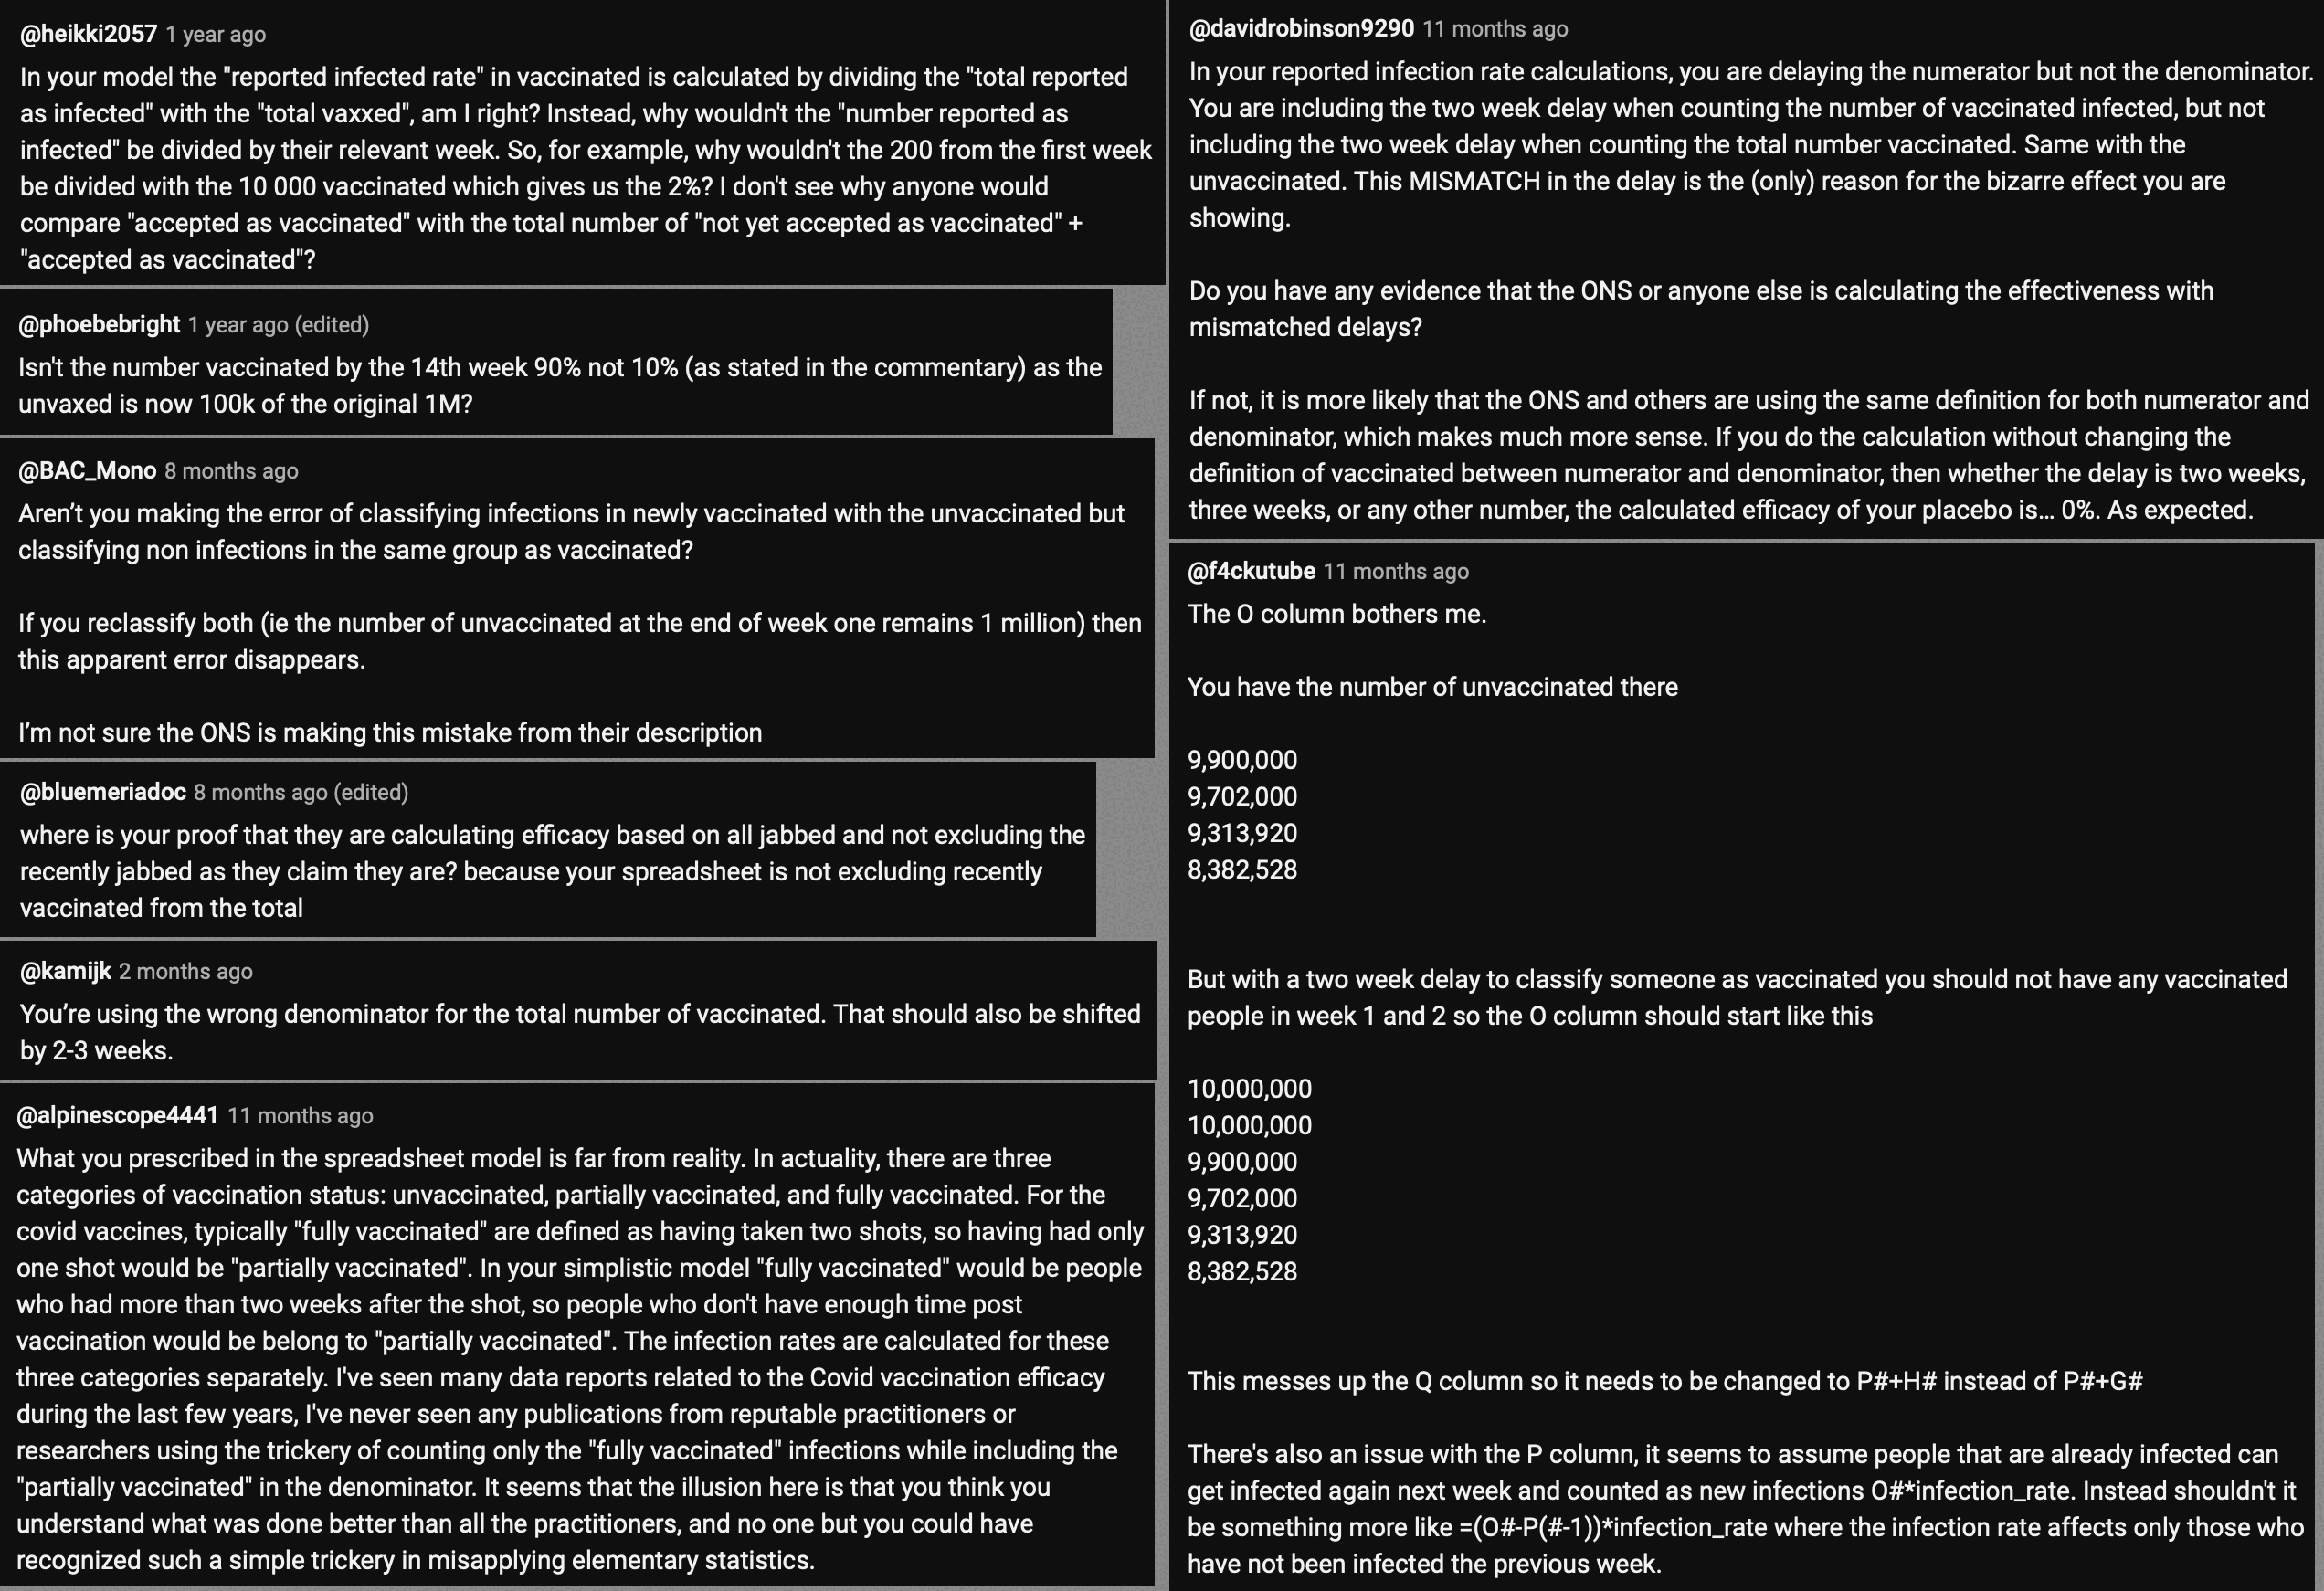 @heikki2057 1 year ago
In your model the "reported infected rate" in vaccinated is calculated by dividing the "total reported
as infected" with the "total vaxxed", am I right? Instead, why wouldn't the "number reported as
infected" be divided by their relevant week. So, for example, why wouldn't the 200 from the first week
be divided with the 10 000 vaccinated which gives us the 2%? I don't see why anyone would
compare "accepted as vaccinated" with the total number of "not yet accepted as vaccinated" +
"accepted as vaccinated"?
@phoebebright 1 year ago (edited)
Isn't the number vaccinated by the 14th week 90% not 10% (as stated in the commentary) as the
unvaxed is now 100k of the original 1M?
@BAC_Mono 8 months ago
Aren’t you making the error of classifying infections in newly vaccinated with the unvaccinated but
classifying non infections in the same group as vaccinated?
If you reclassify both (ie the number of unvaccinated at the end of week one remains 1 million) then
this apparent error disappears.
I’m not sure the ONS is making this mistake from their description
@bluemeriadoc 8 months ago (edited)
where is your proof that they are calculating efficacy based on all jabbed and not excluding the
recently jabbed as they claim they are? because your spreadsheet is not excluding recently
vaccinated from the total
@kamijk 2 months ago
You’re using the wrong denominator for the total number of vaccinated. That should also be shifted
by 2-3 weeks.
@alpinescope4441 11 months ago
What you prescribed in the spreadsheet model is far from reality. In actuality, there are three
categories of vaccination status: unvaccinated, partially vaccinated, and fully vaccinated. For the
covid vaccines, typically "fully vaccinated" are defined as having taken two shots, so having had only
one shot would be "partially vaccinated". In your simplistic model "fully vaccinated" would be people
who had more than two weeks after the shot, so people who don't have enough time post
vaccination would be belong to "partially vaccinated". The infection rates are calculated for these
three categories separately. I've seen many data reports related to the Covid vaccination efficacy
during the last few years, I've never seen any publications from reputable practitioners or
researchers using the trickery of counting only the "fully vaccinated" infections while including the
"partially vaccinated" in the denominator. It seems that the illusion here is that you think you
understand what was done better than all the practitioners, and no one but you could have
recognized such a simple trickery in misapplying elementary statistics.
@davidrobinson9290 11 months ago
In your reported infection rate calculations, you are delaying the numerator but not the denominator.
You are including the two week delay when counting the number of vaccinated infected, but not
including the two week delay when counting the total number vaccinated. Same with the
unvaccinated. This MISMATCH in the delay is the (only) reason for the bizarre effect you are
showing.
Do you have any evidence that the ONS or anyone else is calculating the effectiveness with
mismatched delays?
If not, it is more likely that the ONS and others are using the same definition for both numerator and
denominator, which makes much more sense. If you do the calculation without changing the
definition of vaccinated between numerator and denominator, then whether the delay is two weeks,
three weeks, or any other number, the calculated efficacy of your placebo is... 0%. As expected.
@f4ckutube 11 months ago
The O column bothers me.
You have the number of unvaccinated there
9,900,000
9,702,000
9,313,920
8,382,528
But with a two week delay to classify someone as vaccinated you should not have any vaccinated
people in week 1 and 2 so the O column should start like this
10,000,000
10,000,000
9,900,000
9,702,000
9,313,920
8,382,528
This messes up the Q column so it needs to be changed to P#+H# instead of P#+G#
There's also an issue with the P column, it seems to assume people that are already infected can
get infected again next week and counted as new infections O#*infection_rate. Instead shouldn't it
be something more like =(O#-P(#-1))*infection_rate where the infection rate affects only those who
have not been infected the previous week.